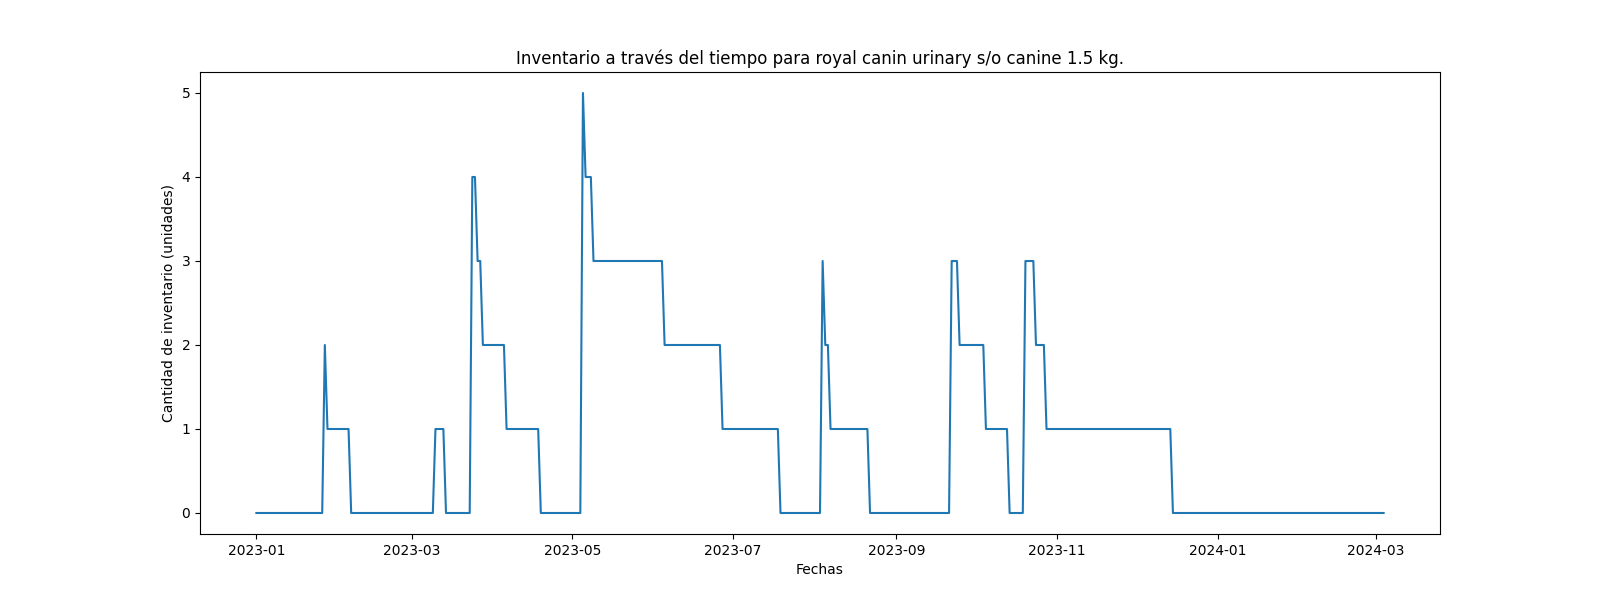 Inventario a través del tiempo para royal canin urinary s/o canine 1.5 kg.
Cantidad de inventario (unidades)
5
4
3
2
1
0
2023-01 2023-03 2023-05 2023-07 2023-09 2023-11 2024-01 2024-03
Fechas